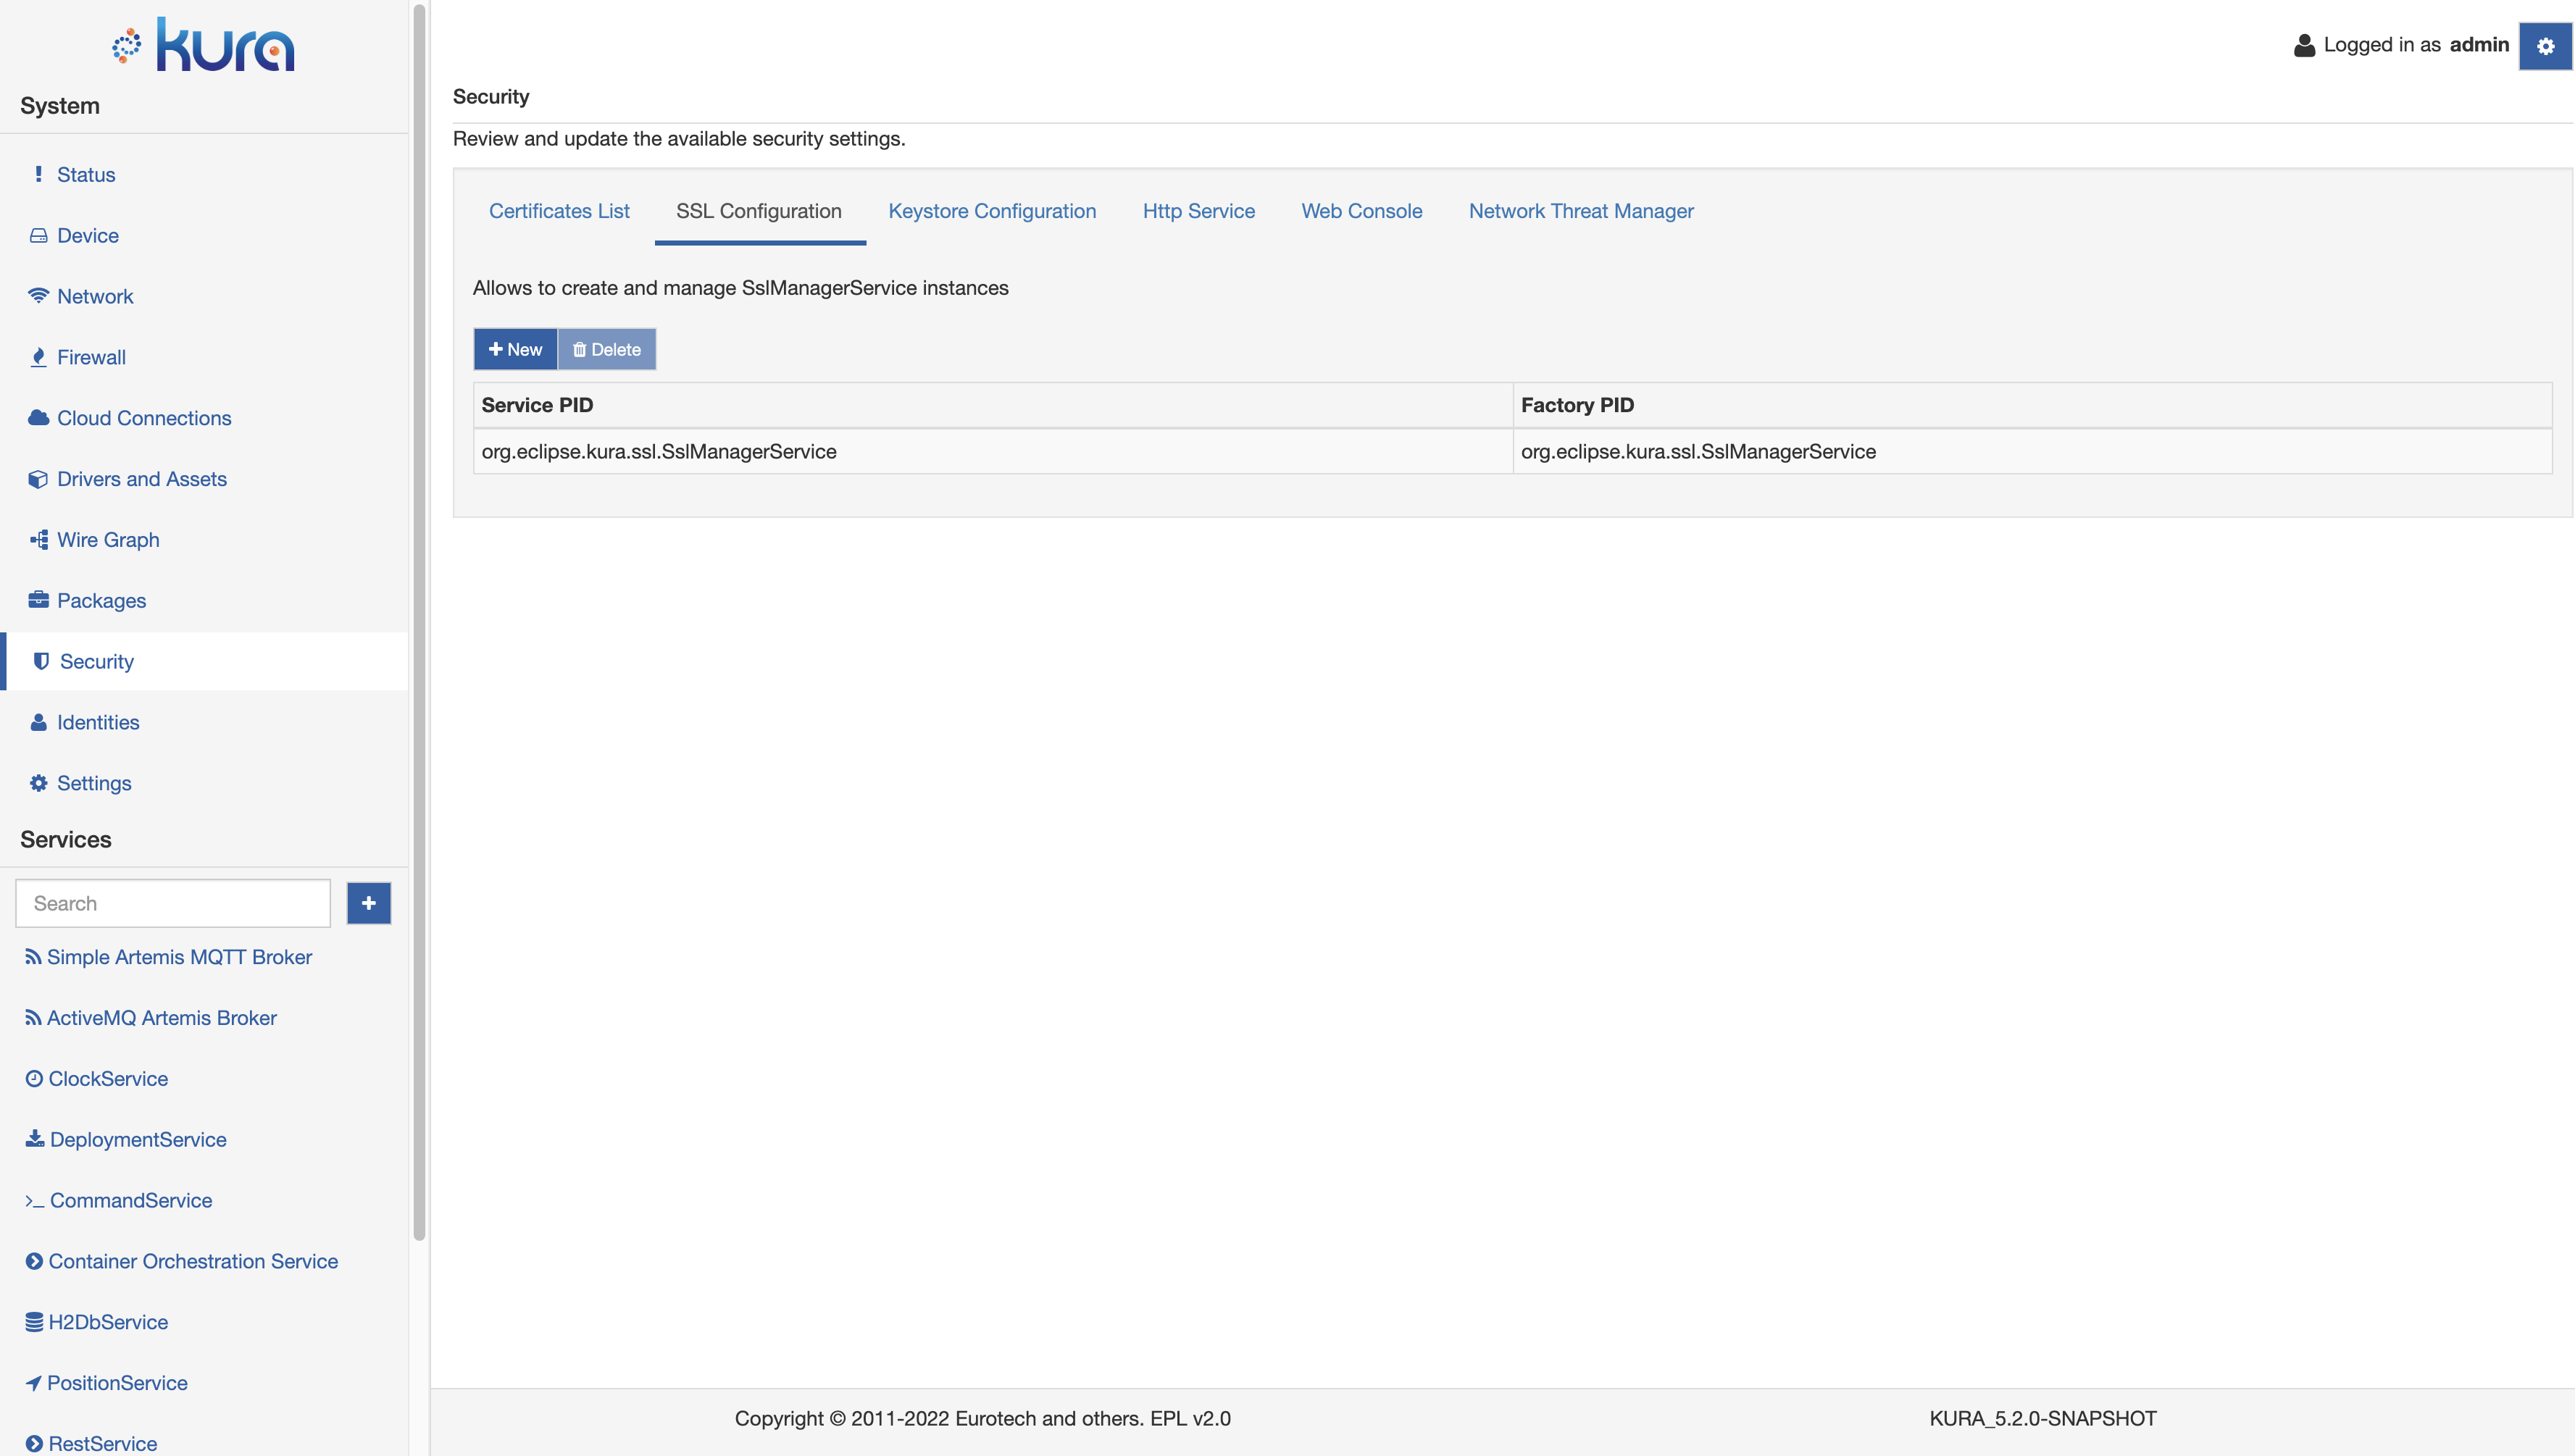 kura
System
Status
Device
Network
Firewall
Cloud Connections
Drivers and Assets
Wire Graph
Packages
Security
Identities
Settings
Services
Search
Simple Artemis MQTT Broker
ActiveMQ Artemis Broker
ClockService
DeploymentService
CommandService
Container Orchestration Service
H2DbService
PositionService
RestService
Logged in as admin
Security
Review and update the available security settings.
Certificates List SSL Configuration Keystore Configuration Http Service Web Console Network Threat Manager
Allows to create and manage SslManagerService instances
New Delete
Service PID Factory PID
org.eclipse.kura.ssl.SslManagerService org.eclipse.kura.ssl.SslManagerService
Copyright © 2011-2022 Eurotech and others. EPL v2.0 KURA_5.2.0-SNAPSHOT